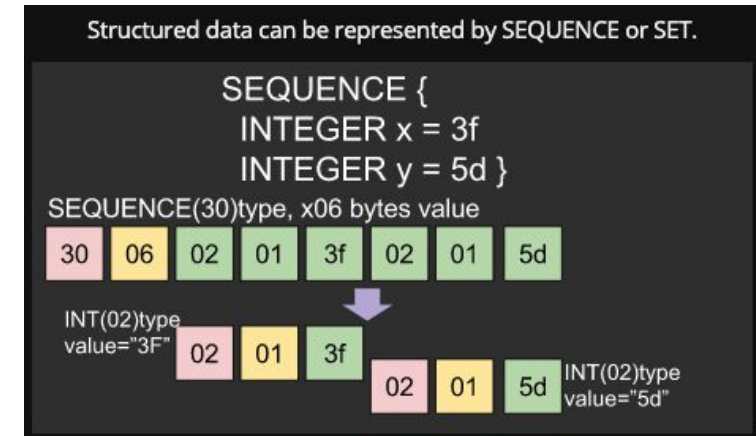 Structured data can be represented by SEQUENCE or SET.
SEQUENCE {
INTEGER x = 3f
INTEGER y = 5d }
SEQUENCE(30)type, x06 bytes value
30 06 02 01 3f 02 01 5d
INT(02)type
value="3F"
02 01 3f
02 01 5d
INT(02)type
value="5d"